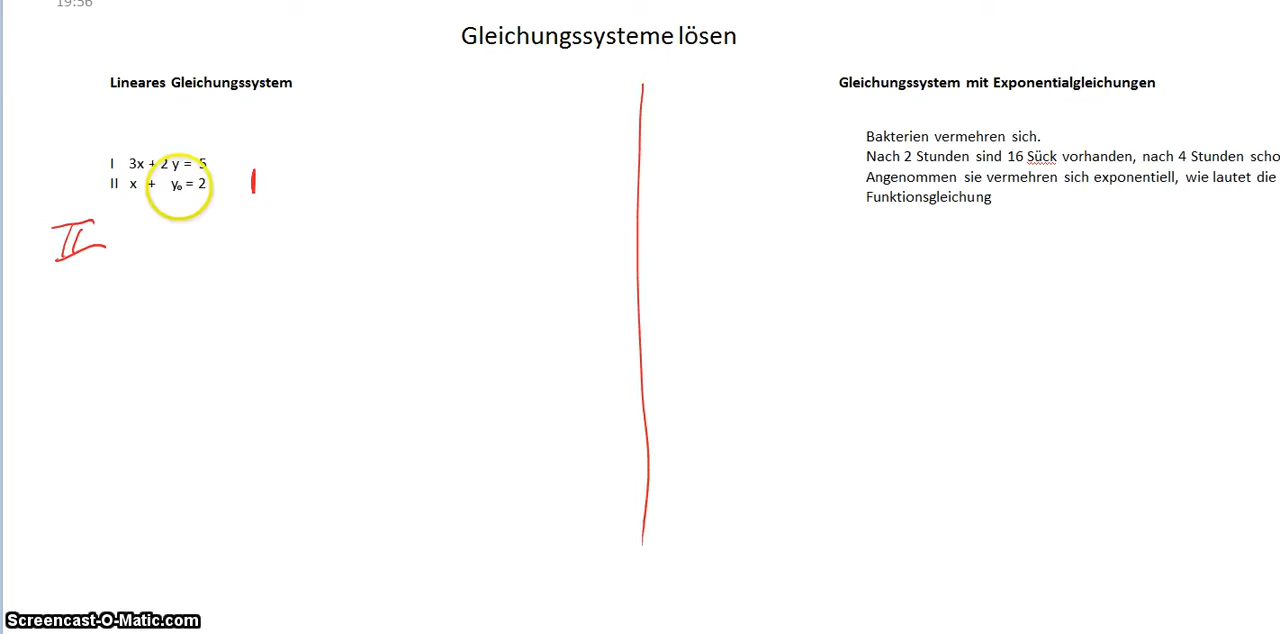 19:56
Gleichungssysteme lösen
Lineares Gleichungssystem
I 3x + 2 y = 5
II x + y = 2
II
Gleichungssystem mit Exponentialgleichungen
Bakterien vermehren sich.
Nach 2 Stunden sind 16 Sück vorhanden, nach 4 Stunden scho
Angenommen sie vermehren sich exponentiell, wie lautet die
Funktionsgleichung
Screencast-O-Matic.com